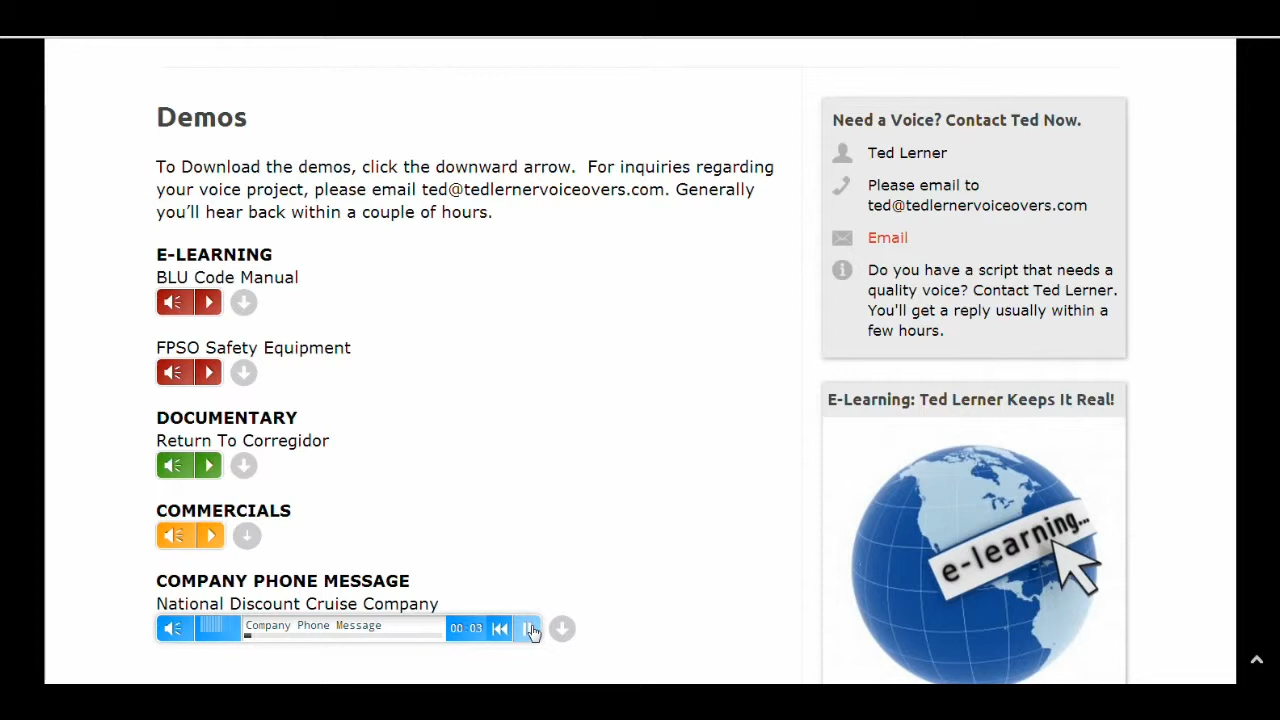 Demos
To Download the demos, click the downward arrow.  For inquiries regarding
your voice project, please email ted@tedlernervoiceovers.com. Generally
you’ll hear back within a couple of hours.
E-LEARNING
BLU Code Manual
FPSO Safety Equipment
DOCUMENTARY
Return To Corregidor
COMMERCIALS
COMPANY PHONE MESSAGE
National Discount Cruise Company
Company Phone Message
00:03
Need a Voice? Contact Ted Now.
Ted Lerner
Please email to
ted@tedlernervoiceovers.com
Email
Do you have a script that needs a
quality voice? Contact Ted Lerner.
You'll get a reply usually within a
few hours.
E-Learning: Ted Lerner Keeps It Real!
e-learning...